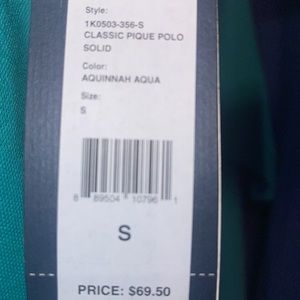 Style:
1K0503-356-S
CLASSIC PIQUE POLO
SOLID
Color:
AQUINNAH AQUA
Size:
S
8 89504 10796 1
S
PRICE: $69.50